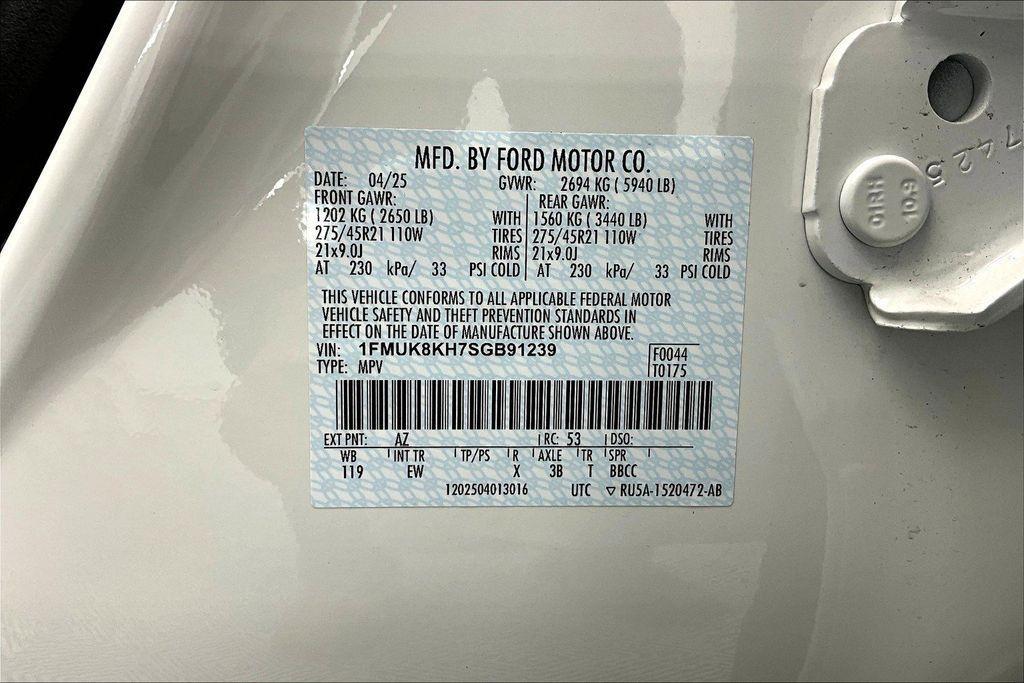 MFD. BY FORD MOTOR CO.
DATE: 04/25 GVWR: 2694 KG ( 5940 LB)
FRONT GAWR: REAR GAWR:
1202 KG ( 2650 LB) WITH 1560 KG ( 3440 LB) WITH
275/45R21 110W TIRES 275/45R21 110W TIRES
21x9.0J RIMS 21x9.0J RIMS
AT 230 kPa/ 33 PSI COLD AT 230 kPa/ 33 PSI COLD
THIS VEHICLE CONFORMS TO ALL APPLICABLE FEDERAL MOTOR
VEHICLE SAFETY AND THEFT PREVENTION STANDARDS IN
EFFECT ON THE DATE OF MANUFACTURE SHOWN ABOVE.
VIN: 1FMUK8KH7SGB91239 F0044
TYPE: MPV T0175
EXT PNT: AZ RC: 53 DSO:
WB INT TR TP/PS R AXLE TR SPR
119 EW X 3B T BBCC
1202504013016 UTC ▽ RU5A-1520472-AB
7425